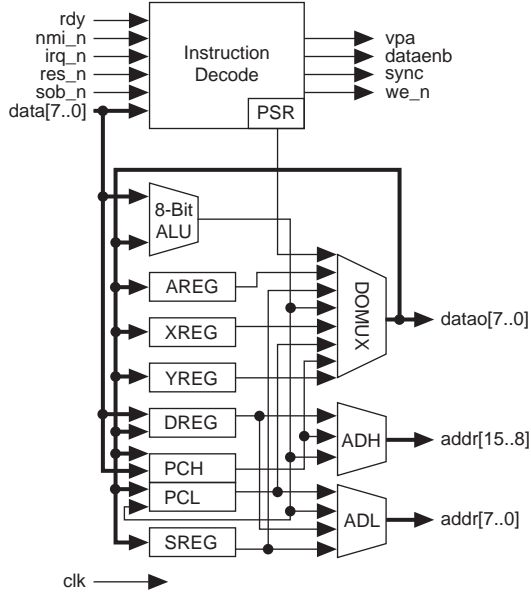 rdy
nmi_n
irq_n
res_n
sob_n
data[7..0]
Instruction
Decode
PSR
vpa
dataenb
sync
we_n
8-Bit
ALU
AREG
XREG
YREG
DREG
PCH
PCL
SREG
DOMUX
ADH
ADL
datao[7..0]
addr[15..8]
addr[7..0]
clk